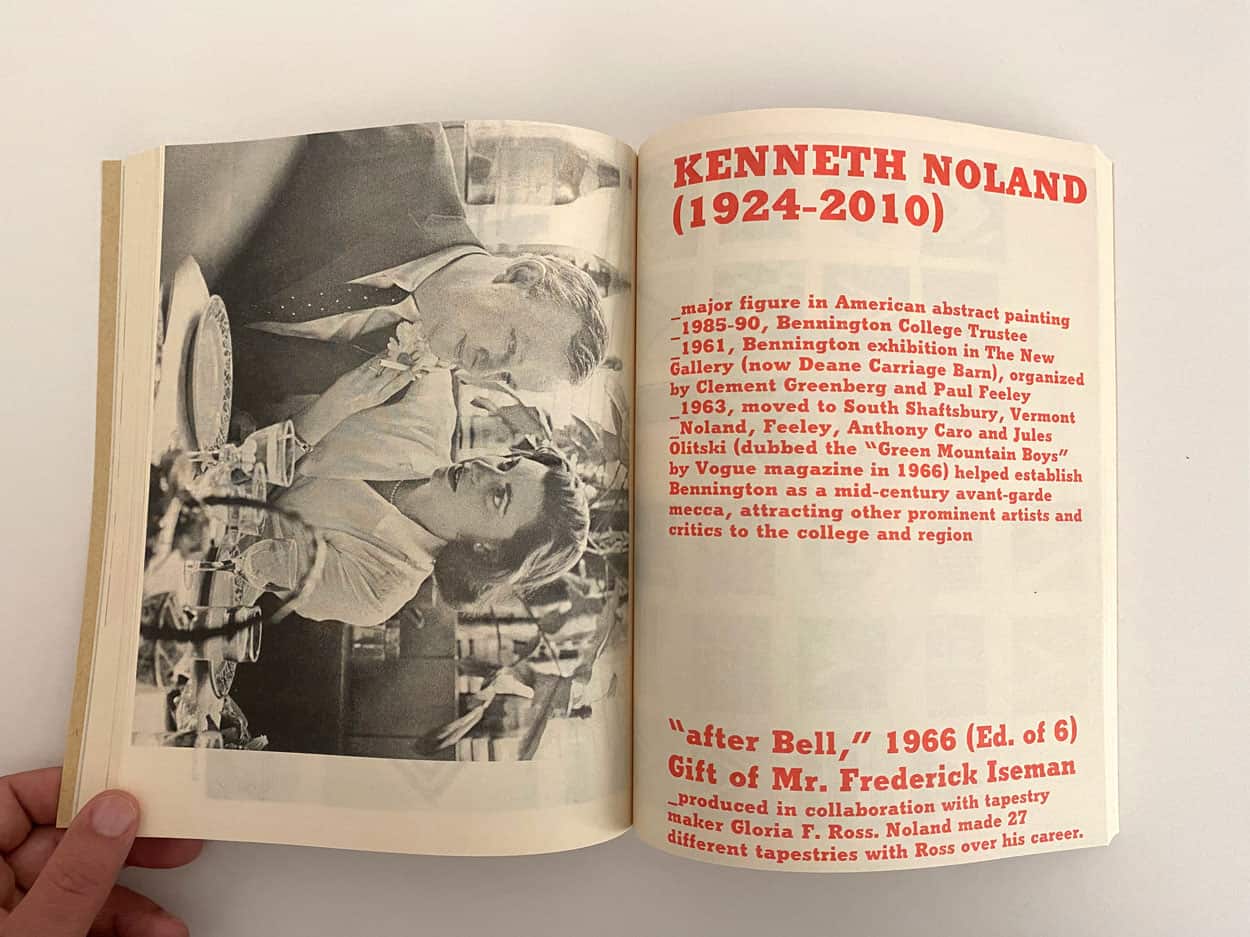 KENNETH NOLAND
(1924-2010)
_major figure in American abstract painting
_1985-90, Bennington College Trustee
_1961, Bennington exhibition in The New
Gallery (now Deane Carriage Barn), organized
by Clement Greenberg and Paul Feeley
_1963, moved to South Shaftsbury, Vermont
_Noland, Feeley, Anthony Caro and Jules
Olitski (dubbed the “Green Mountain Boys”
by Vogue magazine in 1966) helped establish
Bennington as a mid-century avant-garde
mecca, attracting other prominent artists and
critics to the college and region
“after Bell,” 1966 (Ed. of 6)
Gift of Mr. Frederick Iseman
_produced in collaboration with tapestry
maker Gloria F. Ross. Noland made 27
different tapestries with Ross over his career.